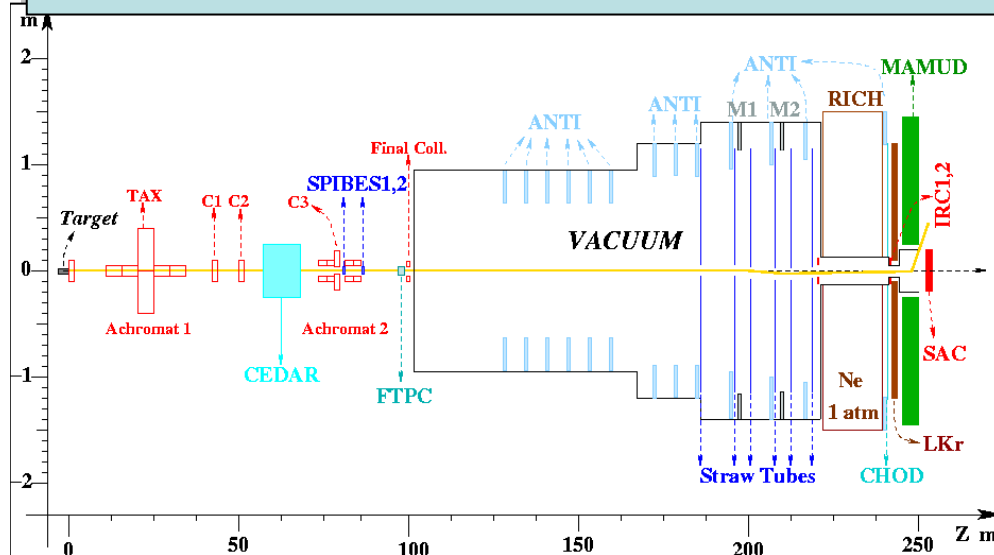 m
2
ANTI
MAMUD
RICH
M1
M2
ANTI
ANTI
1
Final Coll.
SPIBES1,2
IRC1,2
TAX
C1
C2
C3
Target
VACUUM
0
Achromat 1
Achromat 2
SAC
CEDAR
-1
FTPC
Ne
1 atm
LKr
Straw Tubes
CHOD
-2
0
50
100
150
200
250
Z m